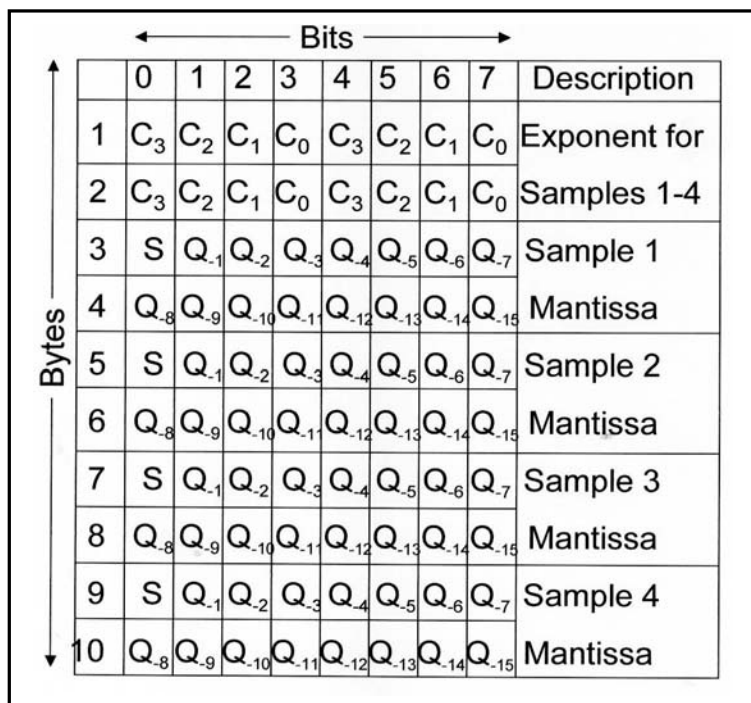 Bits
0 1 2 3 4 5 6 7 Description
1 C₃ C₂ C₁ C₀ C₃ C₂ C₁ C₀ Exponent for
2 C₃ C₂ C₁ C₀ C₃ C₂ C₁ C₀ Samples 1-4
3 S Q₋₁ Q₋₂ Q₋₃ Q₋₄ Q₋₅ Q₋₆ Q₋₇ Sample 1
4 Q₋₈ Q₋₉ Q₋₁₀ Q₋₁₁ Q₋₁₂ Q₋₁₃ Q₋₁₄ Q₋₁₅ Mantissa
5 S Q₋₁ Q₋₂ Q₋₃ Q₋₄ Q₋₅ Q₋₆ Q₋₇ Sample 2
6 Q₋₈ Q₋₉ Q₋₁₀ Q₋₁₁ Q₋₁₂ Q₋₁₃ Q₋₁₄ Q₋₁₅ Mantissa
7 S Q₋₁ Q₋₂ Q₋₃ Q₋₄ Q₋₅ Q₋₆ Q₋₇ Sample 3
8 Q₋₈ Q₋₉ Q₋₁₀ Q₋₁₁ Q₋₁₂ Q₋₁₃ Q₋₁₄ Q₋₁₅ Mantissa
9 S Q₋₁ Q₋₂ Q₋₃ Q₋₄ Q₋₅ Q₋₆ Q₋₇ Sample 4
10 Q₋₈ Q₋₉ Q₋₁₀ Q₋₁₁ Q₋₁₂ Q₋₁₃ Q₋₁₄ Q₋₁₅ Mantissa
Bytes